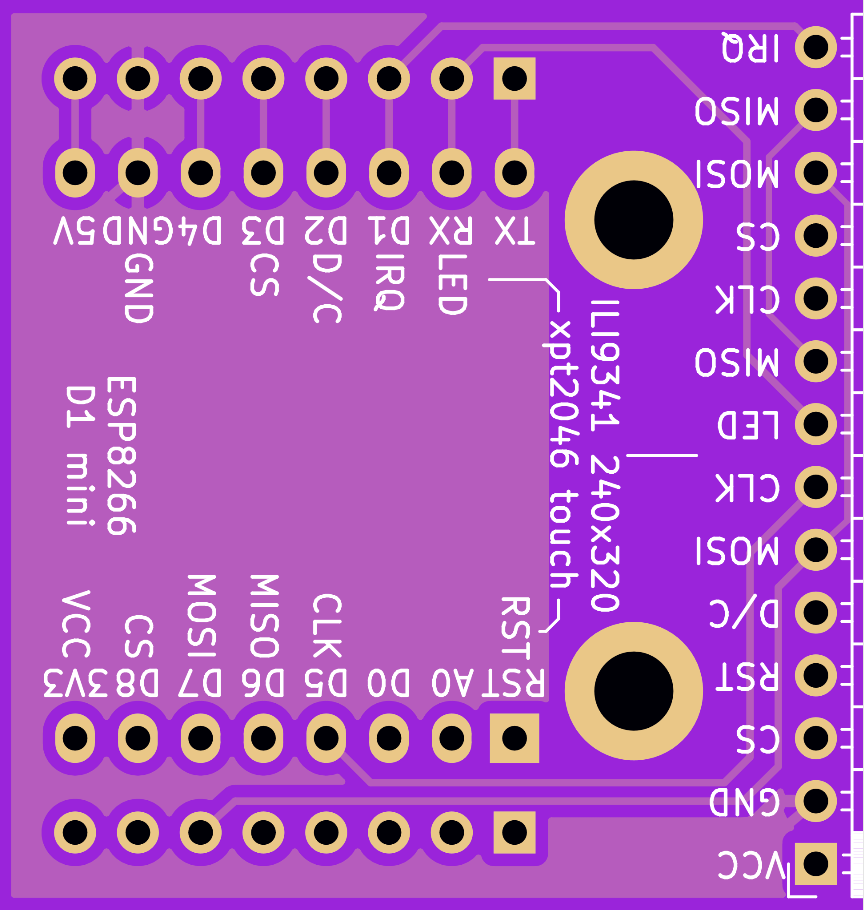 IRQ
MISO
MOSI
CS
CLK
MISO
LED
CLK
MOSI
D/C
RST
CS
GND
VCC
5V GND D4 D3 D2 D1 RX TX
GND
CS
D/C
IRQ
LED
ILI9341 240x320
xpt2046 touch
ESP8266
D1 mini
VCC
CS
MOSI
MISO
CLK
RST
3V3 D8 D7 D6 D5 D0 A0 RST